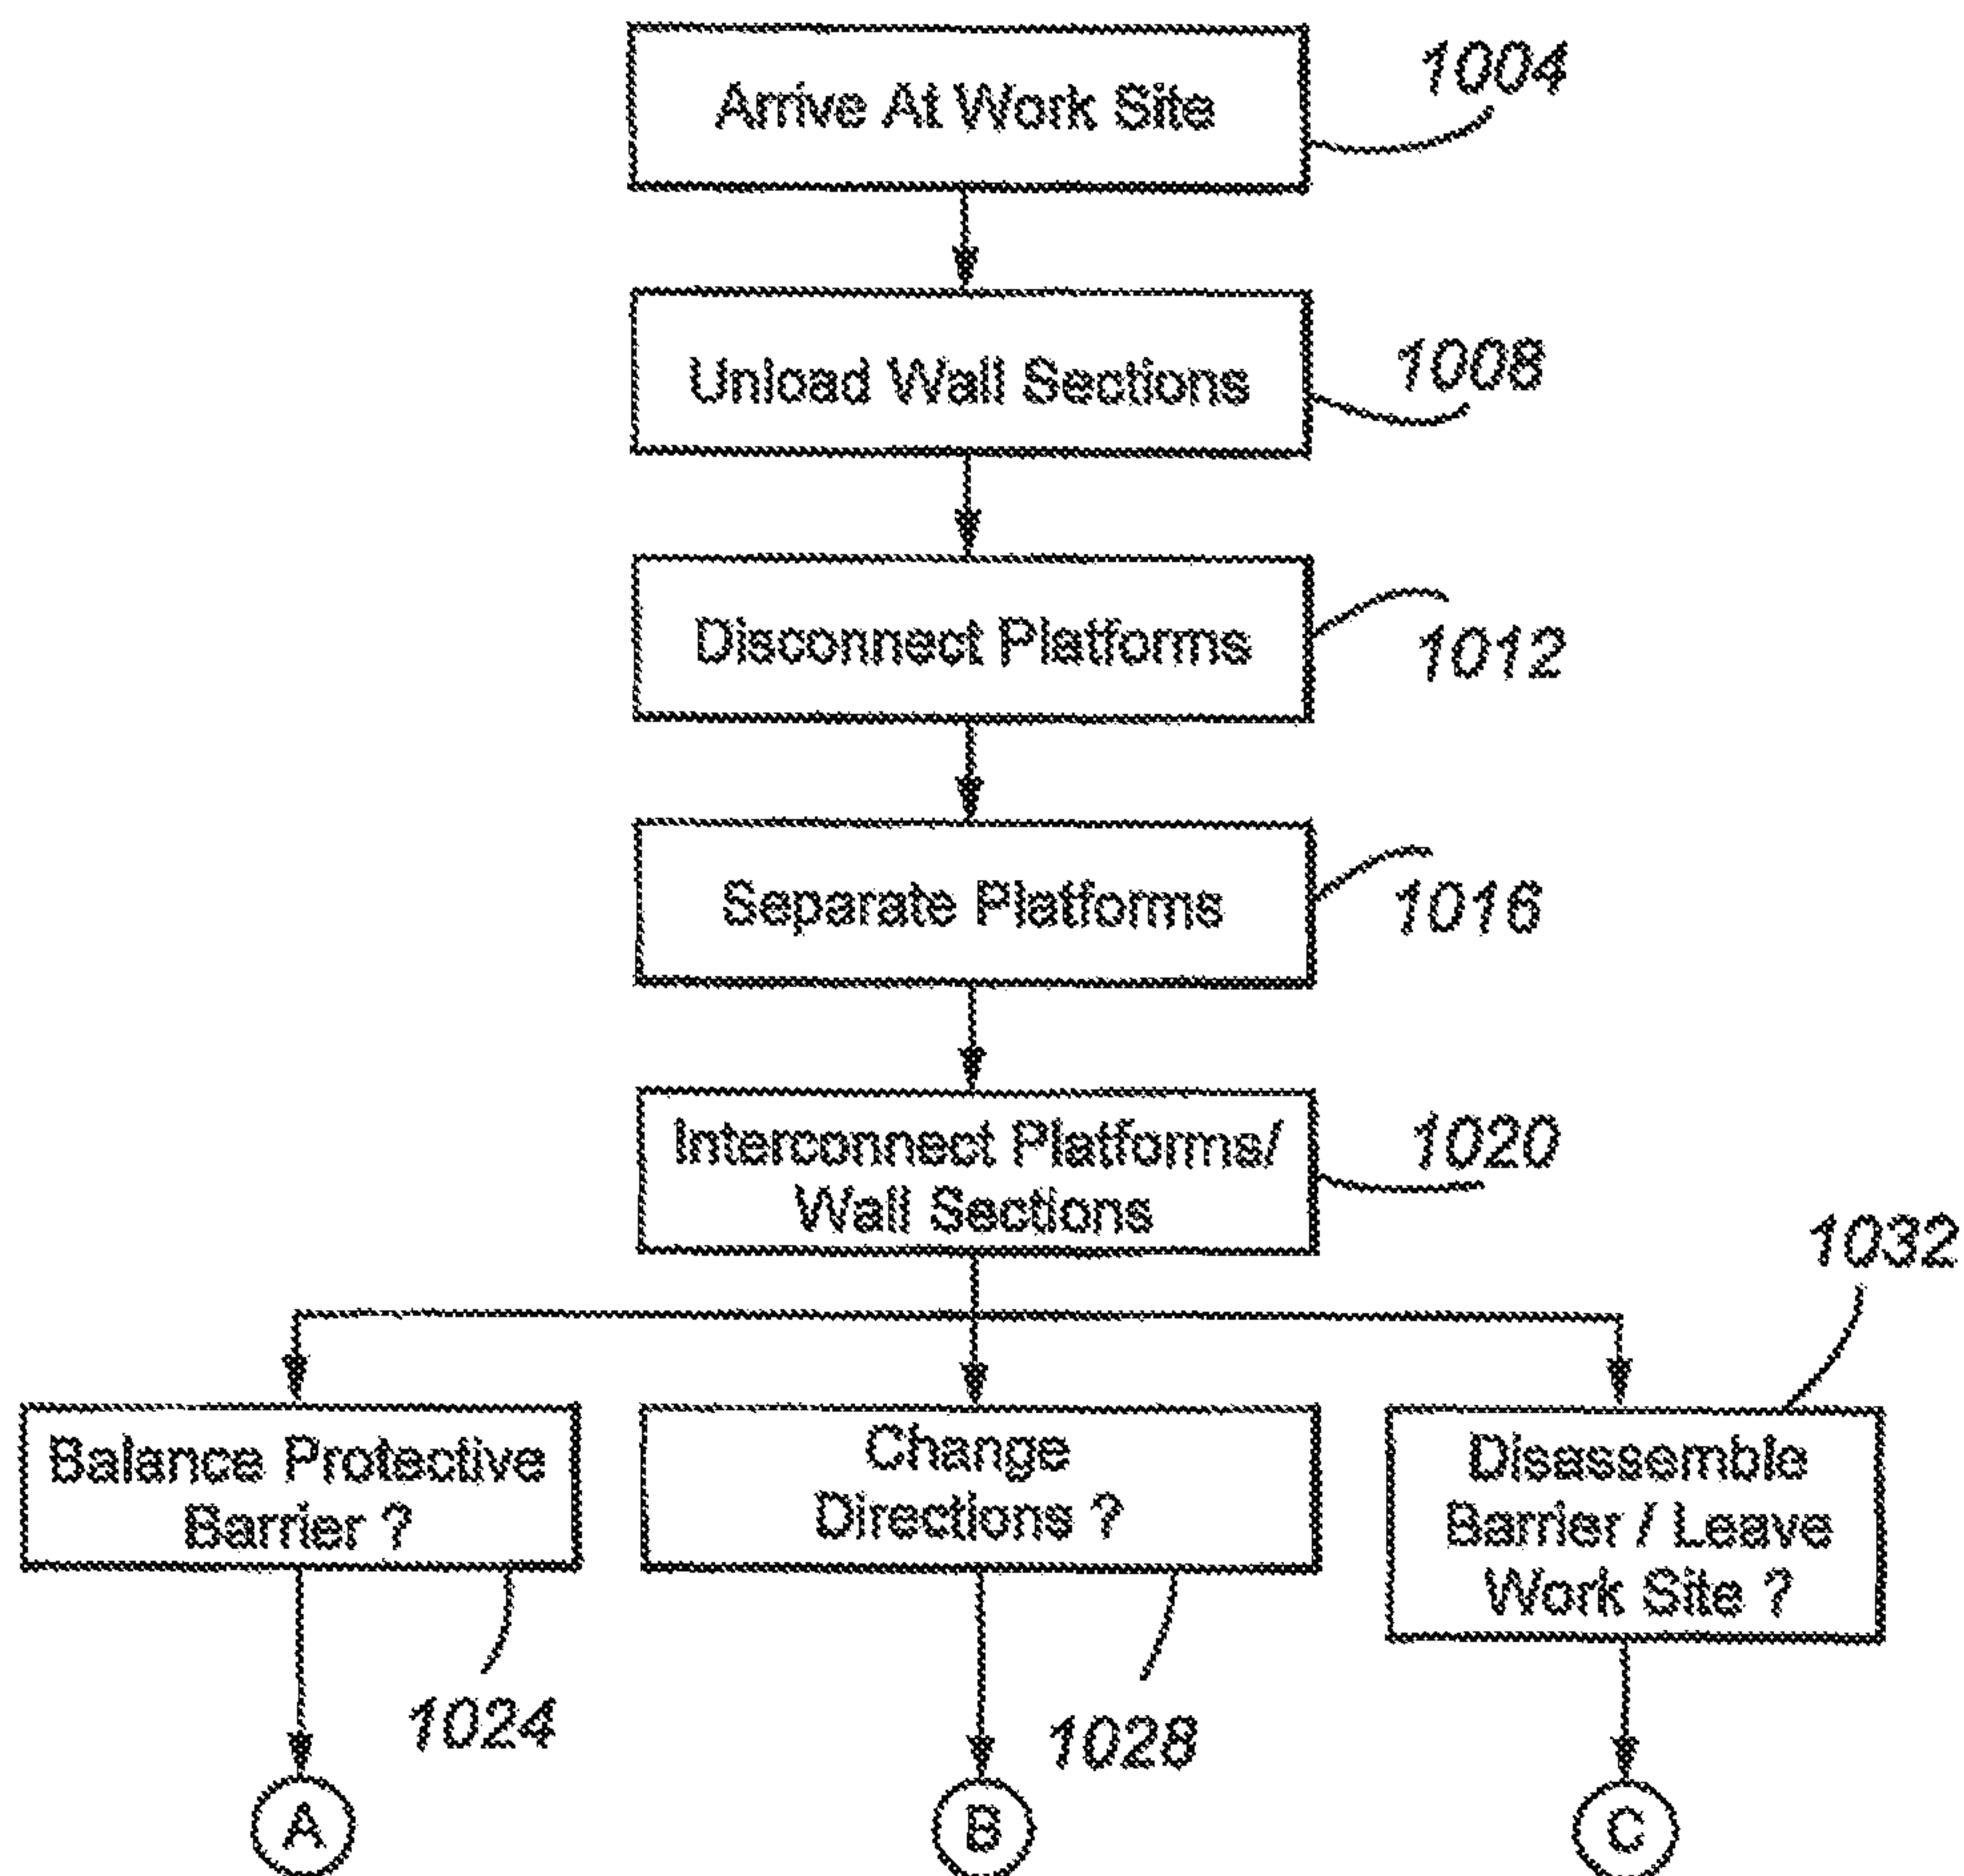 Arrive At Work Site
1004
Unload Wall Sections
1008
Disconnect Platforms
1012
Separate Platforms
1016
Interconnect Platforms/
Wall Sections
1020
1032
Balance Protective
Barrier ?
Change
Directions ?
Disassemble
Barrier / Leave
Work Site ?
1024
1028
A
B
C